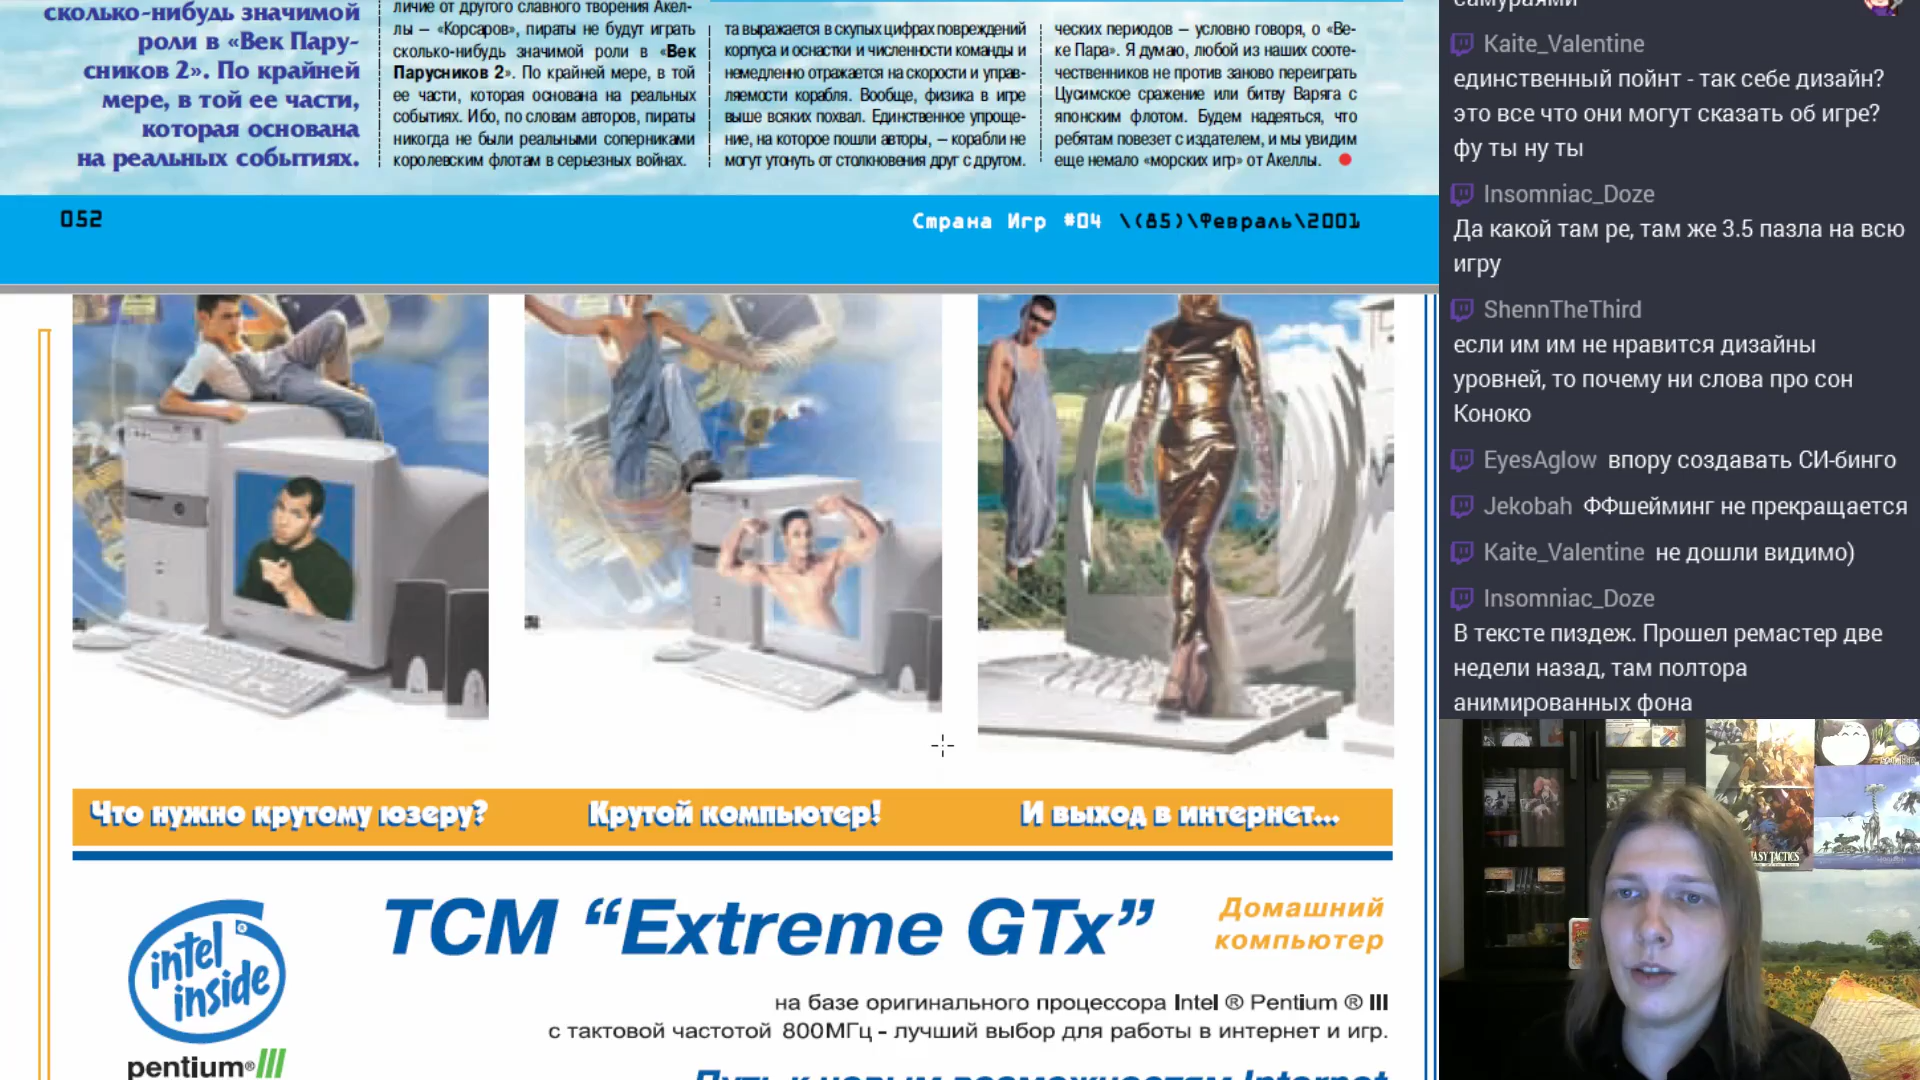 сколько-нибудь значимой
роли в «Век Пару-
сников 2». По крайней
мере, в той ее части,
которая основана
на реальных событиях.
личие от другого славного творения Акел-
лы — «Корсаров», пираты не будут играть
сколько-нибудь значимой роли в «Век
Парусников 2». По крайней мере, в той
ее части, которая основана на реальных
событиях. Ибо, по словам авторов, пираты
никогда не были реальными соперниками
королевским флотам в серьезных войнах.
та выражается в скупых цифрах повреждений
корпуса и оснастки и численности команды и
немедленно отражается на скорости и управ-
ляемости корабля. Вообще, физика в игре
выше всяких похвал. Единственное упроще-
ние, на которое пошли авторы, — корабли не
могут утонуть от столкновения друг с другом.
ческих периодов — условно говоря, о «Ве-
ке Пара». Я думаю, любой из наших сооте-
чественников не против заново переиграть
Цусимское сражение или битву Варяга с
японским флотом. Будем надеяться, что
ребятам повезет с издателем, и мы увидим
еще немало «морских игр» от Акеллы.
052
Страна Игр #04 \(85)\Февраль\2001
Что нужно крутому юзеру?
Крутой компьютер!
И выход в интернет...
intel
inside
pentium® III
TCM “Extreme GTx”
Домашний
компьютер
на базе оригинального процессора Intel ® Pentium ® III
с тактовой частотой 800МГц - лучший выбор для работы в интернет и игр.
Путь к новым возможностям Internet
самураями
Kaite_Valentine
единственный пойнт - так себе дизайн?
это все что они могут сказать об игре?
фу ты ну ты
Insomniac_Doze
Да какой там ре, там же 3.5 пазла на всю
игру
ShennTheThird
если им им не нравится дизайны
уровней, то почему ни слова про сон
Коноко
EyesAglow впору создавать СИ-бинго
Jekobah ФФшейминг не прекращается
Kaite_Valentine не дошли видимо)
Insomniac_Doze
В тексте пиздеж. Прошел ремастер две
недели назад, там полтора
анимированных фона
TACTICS